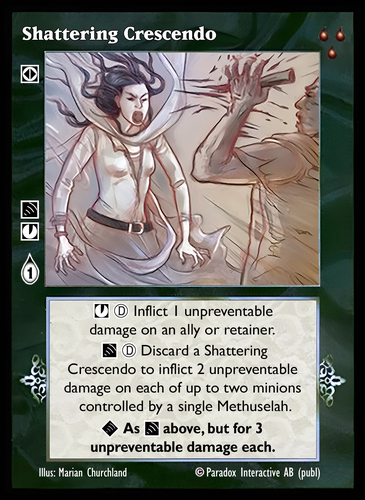 Shattering Crescendo
1
D Inflict 1 unpreventable
damage on an ally or retainer.
D Discard a Shattering
Crescendo to inflict 2 unpreventable
damage on each of up to two minions
controlled by a single Methuselah.
As above, but for 3
unpreventable damage each.
Illus: Marian Churchland © Paradox Interactive AB (publ)